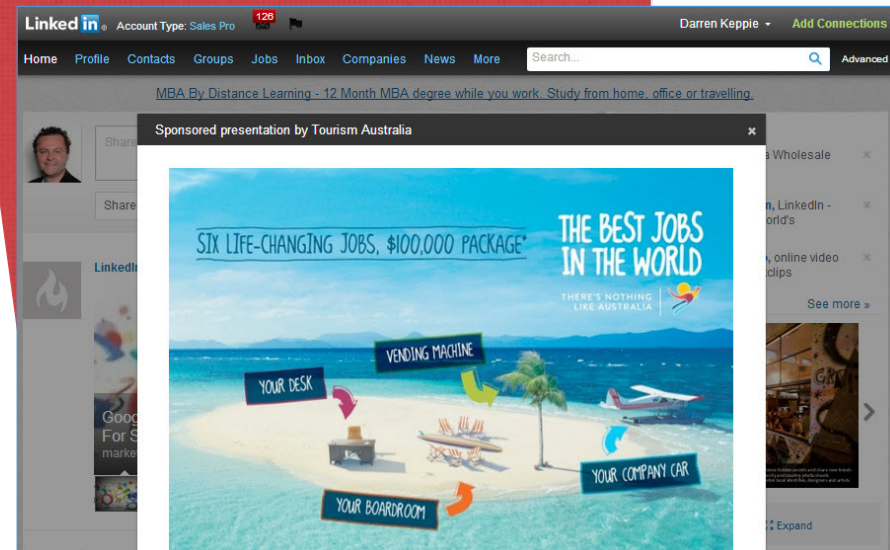 Linked in Account Type: Sales Pro 126 Darren Keppie Add Connections
Home Profile Contacts Groups Jobs Inbox Companies News More Search... Advanced
MBA By Distance Learning - 12 Month MBA degree while you work. Study from home, office or travelling.
Sponsored presentation by Tourism Australia
Share
Share
LinkedIn
Wholesale
LinkedIn -
online video
clips
See more »
SIX LIFE-CHANGING JOBS, $100,000 PACKAGE*
THE BEST JOBS
IN THE WORLD
THERE'S NOTHING
LIKE AUSTRALIA
VENDING MACHINE
YOUR DESK
YOUR COMPANY CAR
YOUR BOARDROOM
For S
Expand